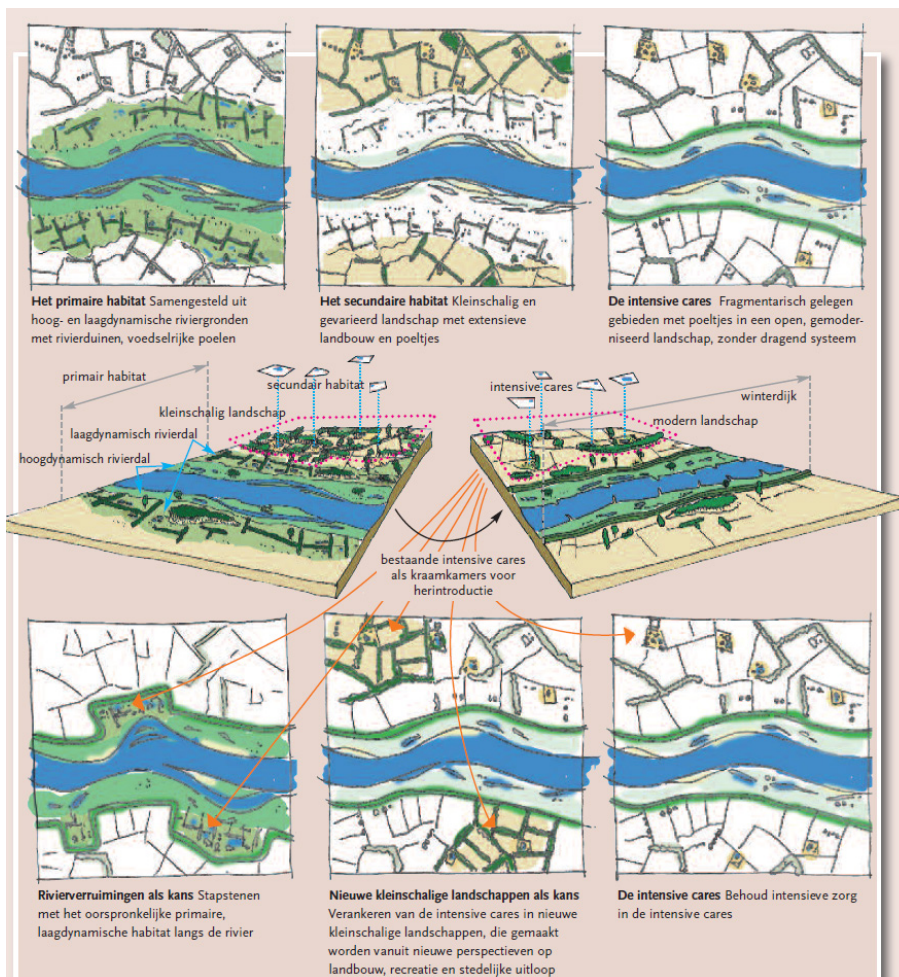 Het primaire habitat Samengesteld uit
hoog- en laagdynamische riviergronden
met rivierduinen, voedselrijke poelen
Het secundaire habitat Kleinschalig en
gevarieerd landschap met extensieve
landbouw en poeltjes
De intensive cares Fragmentarisch gelegen
gebieden met poeltjes in een open, gemoder-
niseerd landschap, zonder dragend systeem
primair habitat
secundair habitat
kleinschalig landschap
laagdynamisch rivierdal
hoogdynamisch rivierdal
intensive cares
winterdijk
modern landschap
bestaande intensive cares
als kraamkamers voor
herintroductie
Rivierverruimingen als kans Stapstenen
met het oorspronkelijke primaire,
laagdynamische habitat langs de rivier
Nieuwe kleinschalige landschappen als kans
Verankeren van de intensive cares in nieuwe
kleinschalige landschappen, die gemaakt
worden vanuit nieuwe perspectieven op
landbouw, recreatie en stedelijke uitloop
De intensive cares Behoud intensieve zorg
in de intensive cares